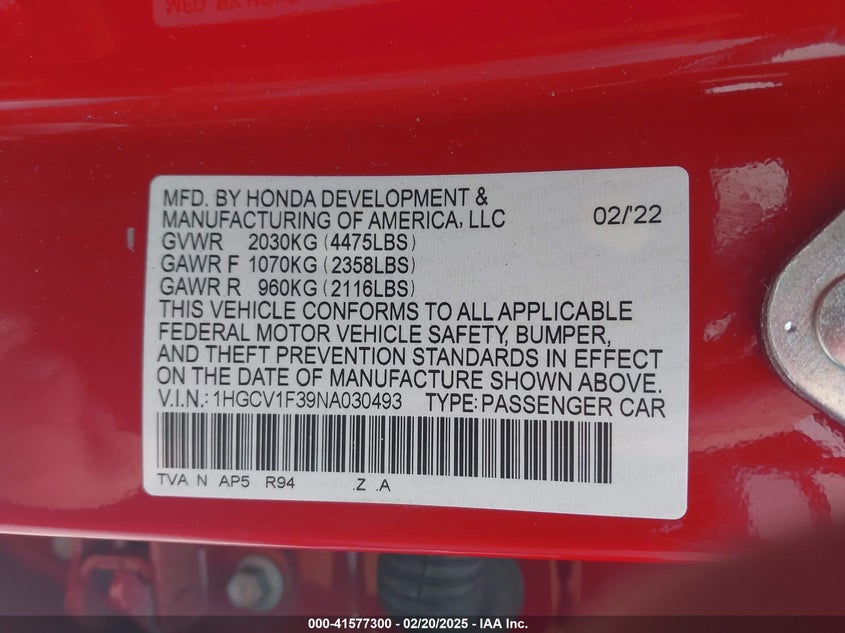 MFD. BY HONDA DEVELOPMENT &
MANUFACTURING OF AMERICA, LLC 02/'22
GVWR 2030KG (4475LBS)
GAWR F 1070KG (2358LBS)
GAWR R 960KG (2116LBS)
THIS VEHICLE CONFORMS TO ALL APPLICABLE
FEDERAL MOTOR VEHICLE SAFETY, BUMPER,
AND THEFT PREVENTION STANDARDS IN EFFECT
ON THE DATE OF MANUFACTURE SHOWN ABOVE.
V.I.N.: 1HGCV1F39NA030493 TYPE: PASSENGER CAR
TVA N AP5 R94 .Z .A
000-41577300 - 02/20/2025 - IAA Inc.